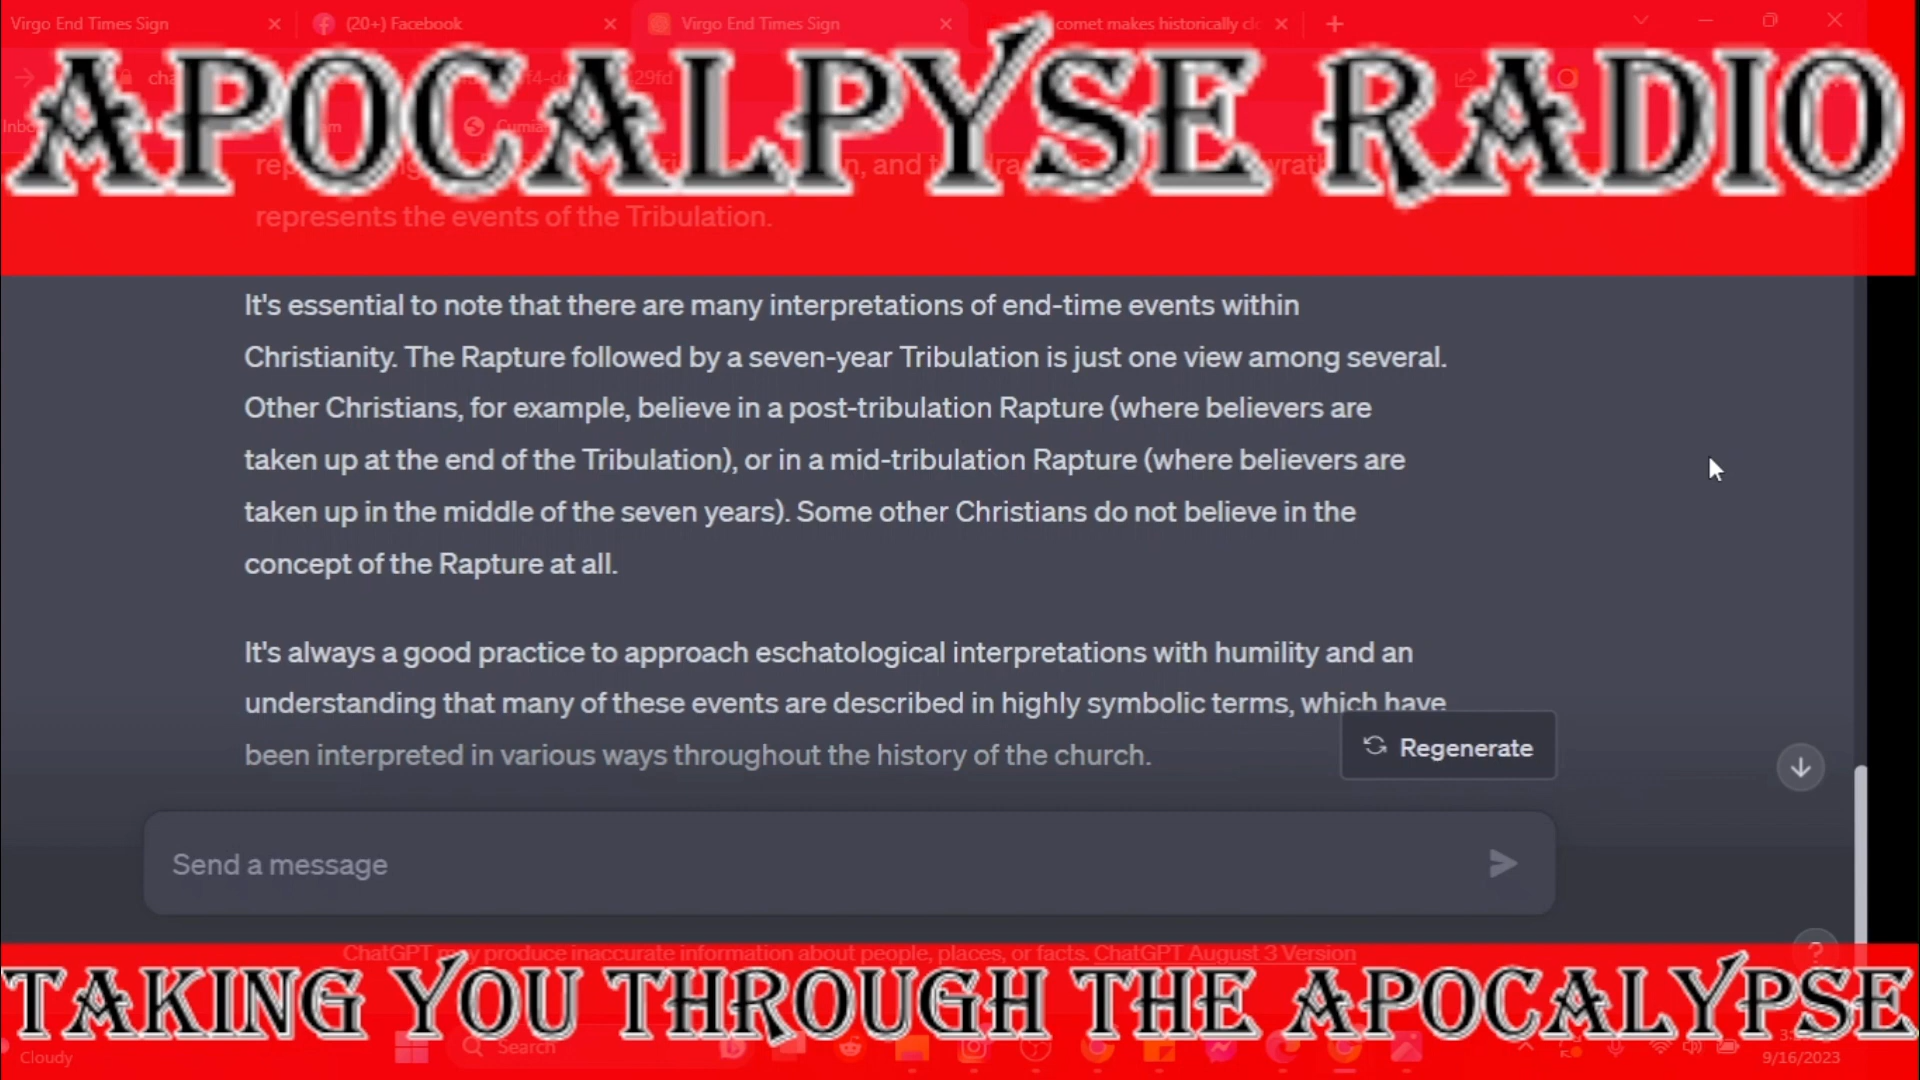 Virgo End Times Sign
(20+) Facebook
Virgo End Times Sign
comet makes historically
APOCALPYSE RADIO
represents the events of the Tribulation.
It's essential to note that there are many interpretations of end-time events within
Christianity. The Rapture followed by a seven-year Tribulation is just one view among several.
Other Christians, for example, believe in a post-tribulation Rapture (where believers are
taken up at the end of the Tribulation), or in a mid-tribulation Rapture (where believers are
taken up in the middle of the seven years). Some other Christians do not believe in the
concept of the Rapture at all.
It's always a good practice to approach eschatological interpretations with humility and an
understanding that many of these events are described in highly symbolic terms, which have
been interpreted in various ways throughout the history of the church.
Regenerate
Send a message
ChatGPT may produce inaccurate information about people, places, or facts. ChatGPT August 3 Version
TAKING YOU THROUGH THE APOCALYPSE
Search
Cloudy
9/16/2023